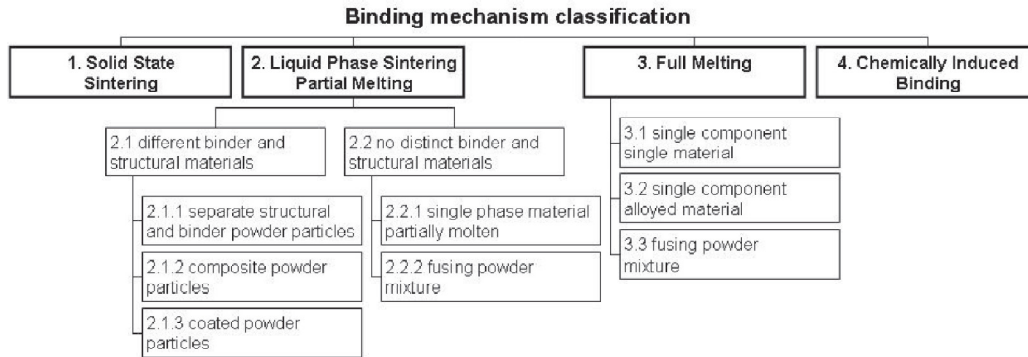 Binding mechanism classification
1. Solid State
Sintering
2. Liquid Phase Sintering
Partial Melting
3. Full Melting
4. Chemically Induced
Binding
2.1 different binder and
structural materials
2.2 no distinct binder and
structural materials
3.1 single component
single material
3.2 single component
alloyed material
3.3 fusing powder
mixture
2.1.1 separate structural
and binder powder particles
2.1.2 composite powder
particles
2.1.3 coated powder
particles
2.2.1 single phase material
partially molten
2.2.2 fusing powder
mixture